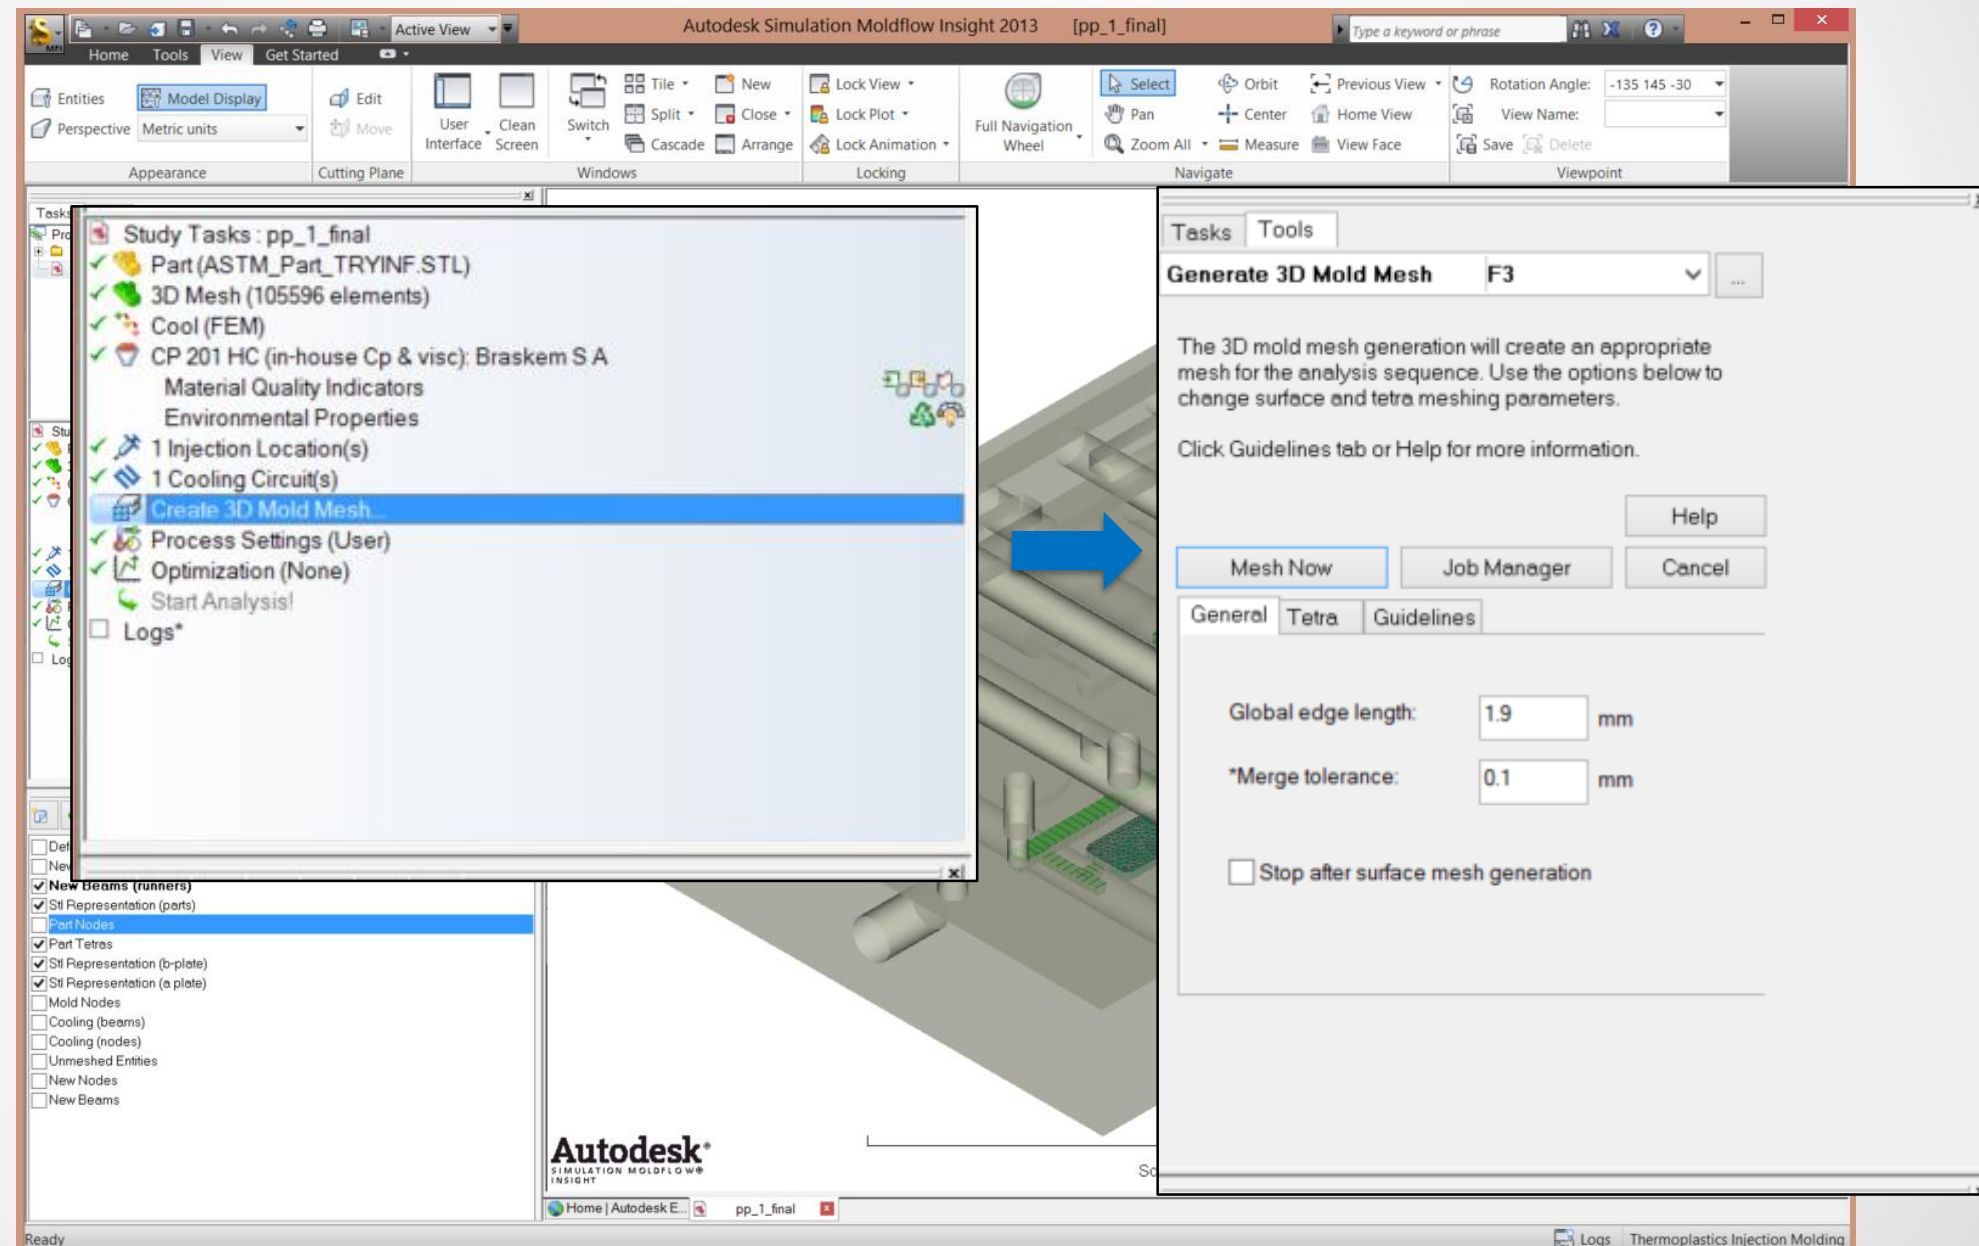 Active View
Autodesk Simulation Moldflow Insight 2013 [pp_1_final]
Type a keyword or phrase
MFI
Home Tools View Get Started
Entities Model Display
Perspective Metric units
Appearance
Edit
Move
Cutting Plane
User Interface
Clean Screen
Switch
Tile New
Split Close
Cascade Arrange
Windows
Lock View
Lock Plot
Lock Animation
Locking
Full Navigation Wheel
Select Orbit Previous View
Pan Center Home View
Zoom All Measure View Face
Navigate
Rotation Angle: -135 145 -30
View Name:
Save Delete
Viewpoint
Tasks
Study Tasks : pp_1_final
Part (ASTM_Part_TRYINF.STL)
3D Mesh (105596 elements)
Cool (FEM)
CP 201 HC (in-house Cp & visc): Braskem S A
Material Quality Indicators
Environmental Properties
1 Injection Location(s)
1 Cooling Circuit(s)
Create 3D Mold Mesh...
Process Settings (User)
Optimization (None)
Start Analysis!
Logs*
New Beams (runners)
Stl Representation (parts)
Part Nodes
Part Tetras
Stl Representation (b-plate)
Stl Representation (a plate)
Mold Nodes
Cooling (beams)
Cooling (nodes)
Unmeshed Entities
New Nodes
New Beams
Tasks Tools
Generate 3D Mold Mesh F3
...
The 3D mold mesh generation will create an appropriate
mesh for the analysis sequence. Use the options below to
change surface and tetra meshing parameters.
Click Guidelines tab or Help for more information.
Help
Mesh Now Job Manager Cancel
General Tetra Guidelines
Global edge length: 1.9 mm
*Merge tolerance: 0.1 mm
Stop after surface mesh generation
Autodesk®
SIMULATION MOLDFLOW®
INSIGHT
Home | Autodesk E... pp_1_final
Ready
Logs Thermoplastics Injection Molding